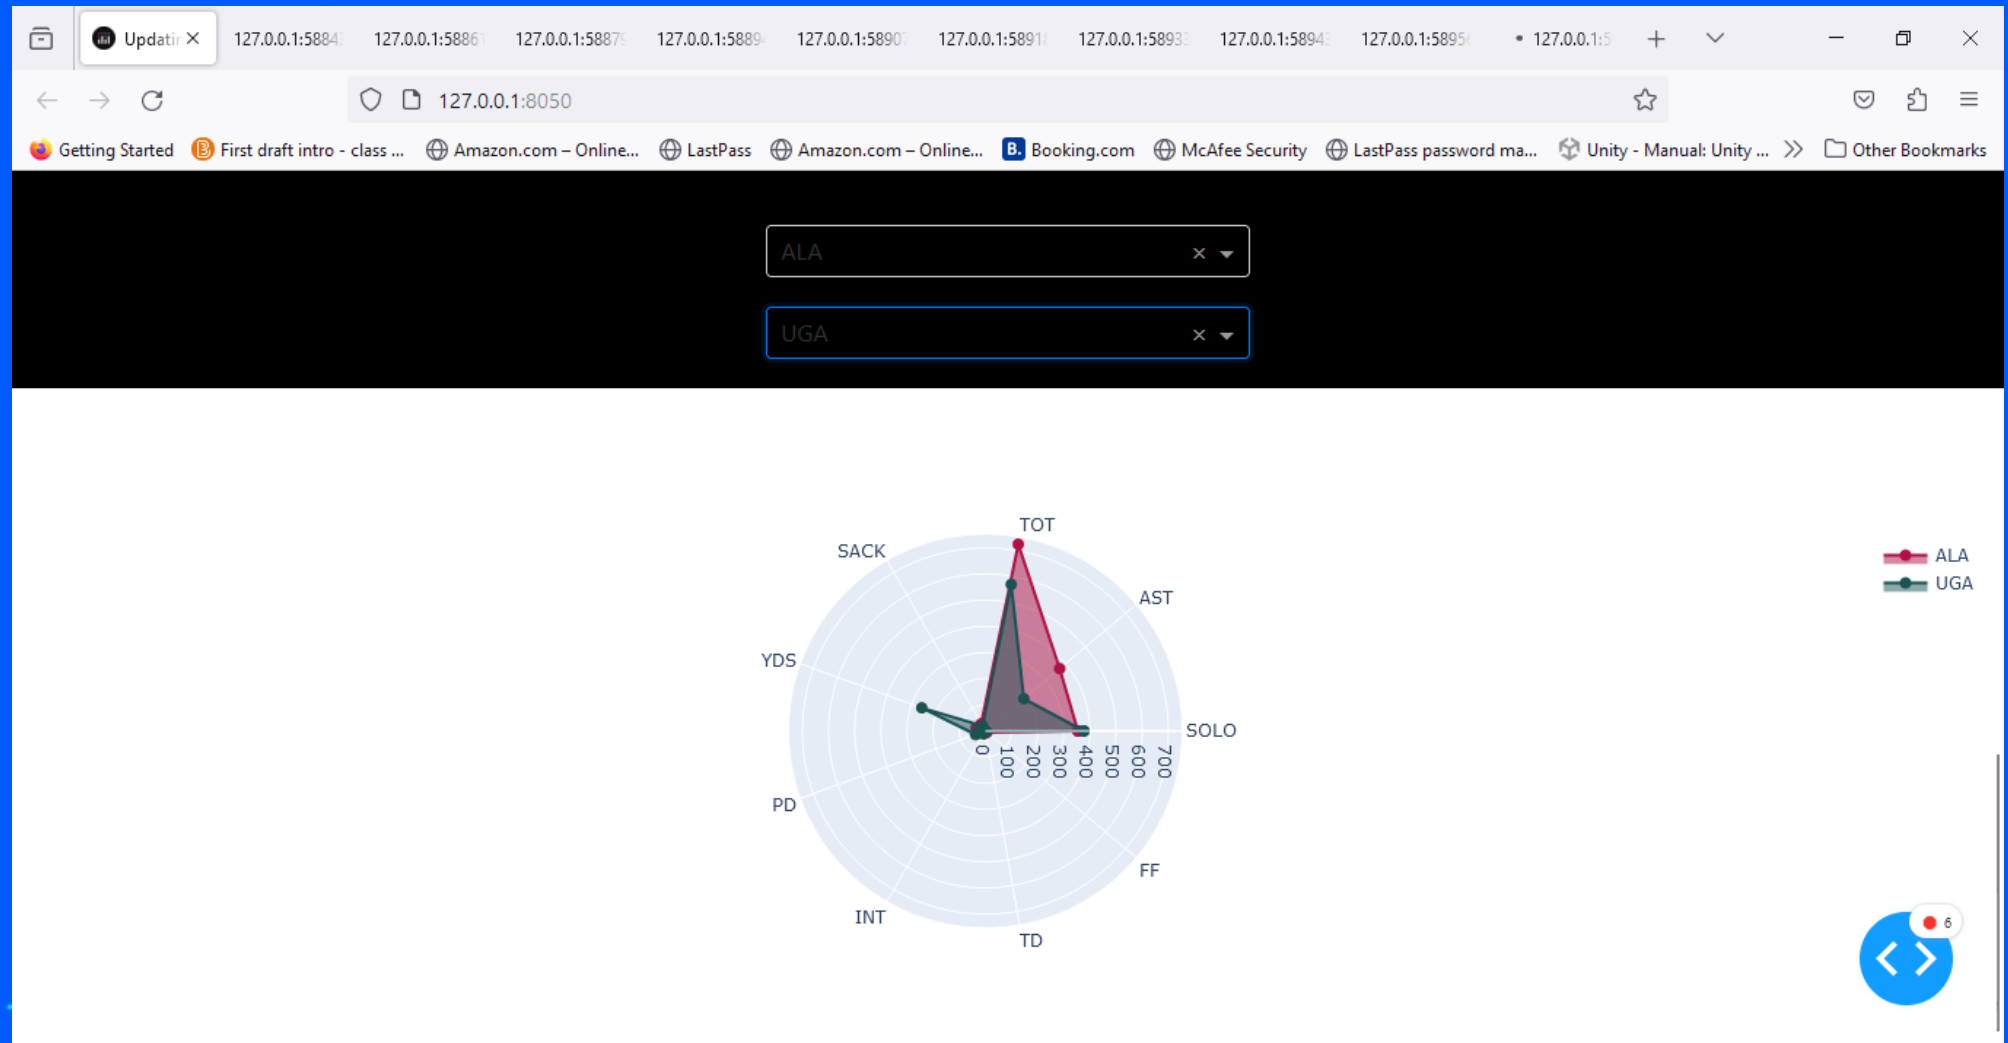 Updatin 127.0.0.1:5884 127.0.0.1:5886 127.0.0.1:5887 127.0.0.1:5889 127.0.0.1:5890 127.0.0.1:5891 127.0.0.1:5893 127.0.0.1:5894 127.0.0.1:5895 127.0.0.1:5
127.0.0.1:8050
Getting Started First draft intro - class ... Amazon.com – Online... LastPass Amazon.com – Online... B. Booking.com McAfee Security LastPass password ma... Unity - Manual: Unity ... Other Bookmarks
ALA
UGA
TOT
SACK
AST
YDS
SOLO
0 100 200 300 400 500 600 700
PD
FF
INT
TD
ALA
UGA
6